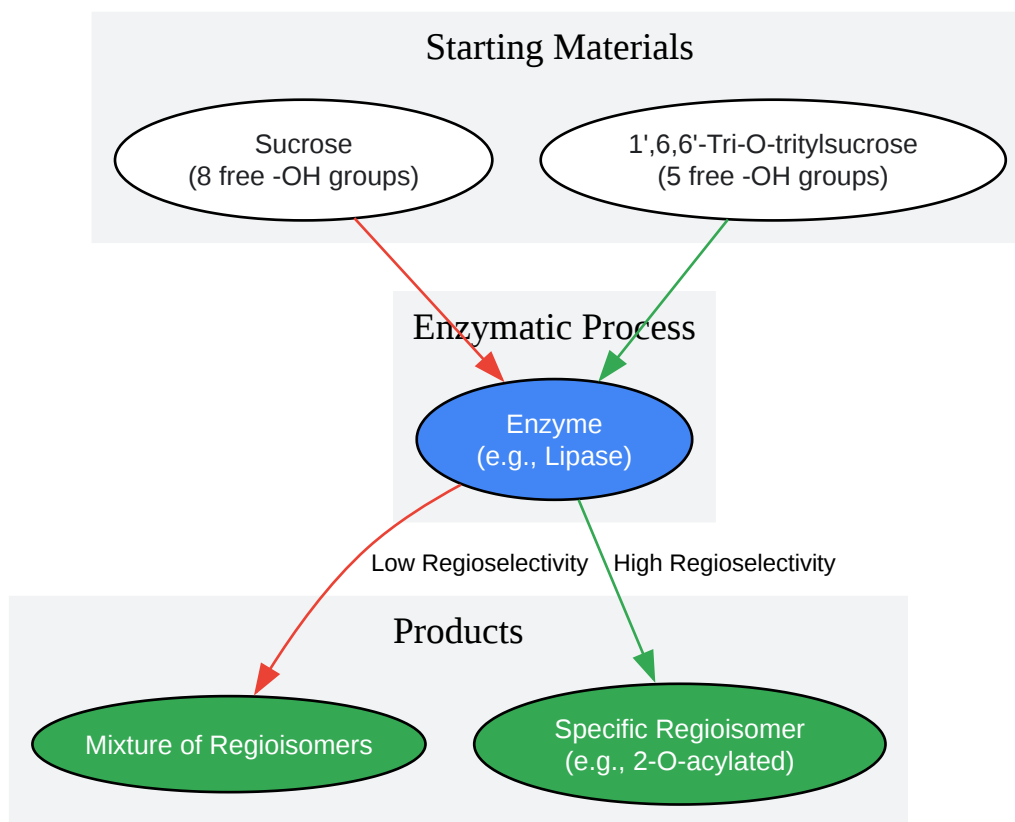 Starting Materials
Sucrose
(8 free -OH groups)
1',6,6'-Tri-O-tritylsucrose
(5 free -OH groups)
Enzymatic Process
Enzyme
(e.g., Lipase)
Low Regioselectivity
High Regioselectivity
Products
Mixture of Regioisomers
Specific Regioisomer
(e.g., 2-O-acylated)